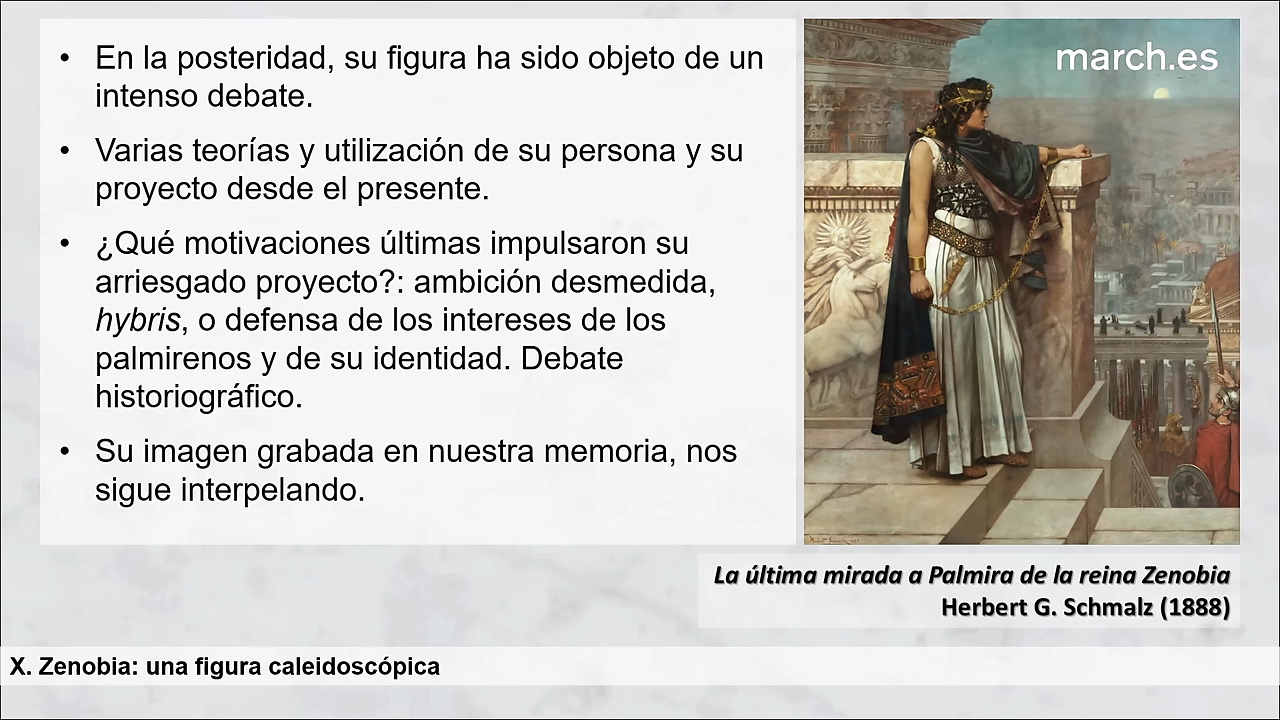 • En la posteridad, su figura ha sido objeto de un
intenso debate.
• Varias teorías y utilización de su persona y su
proyecto desde el presente.
• ¿Qué motivaciones últimas impulsaron su
arriesgado proyecto?: ambición desmedida,
hybris, o defensa de los intereses de los
palmirenos y de su identidad. Debate
historiográfico.
• Su imagen grabada en nuestra memoria, nos
sigue interpelando.
march.es
La última mirada a Palmira de la reina Zenobia
Herbert G. Schmalz (1888)
X. Zenobia: una figura caleidoscópica